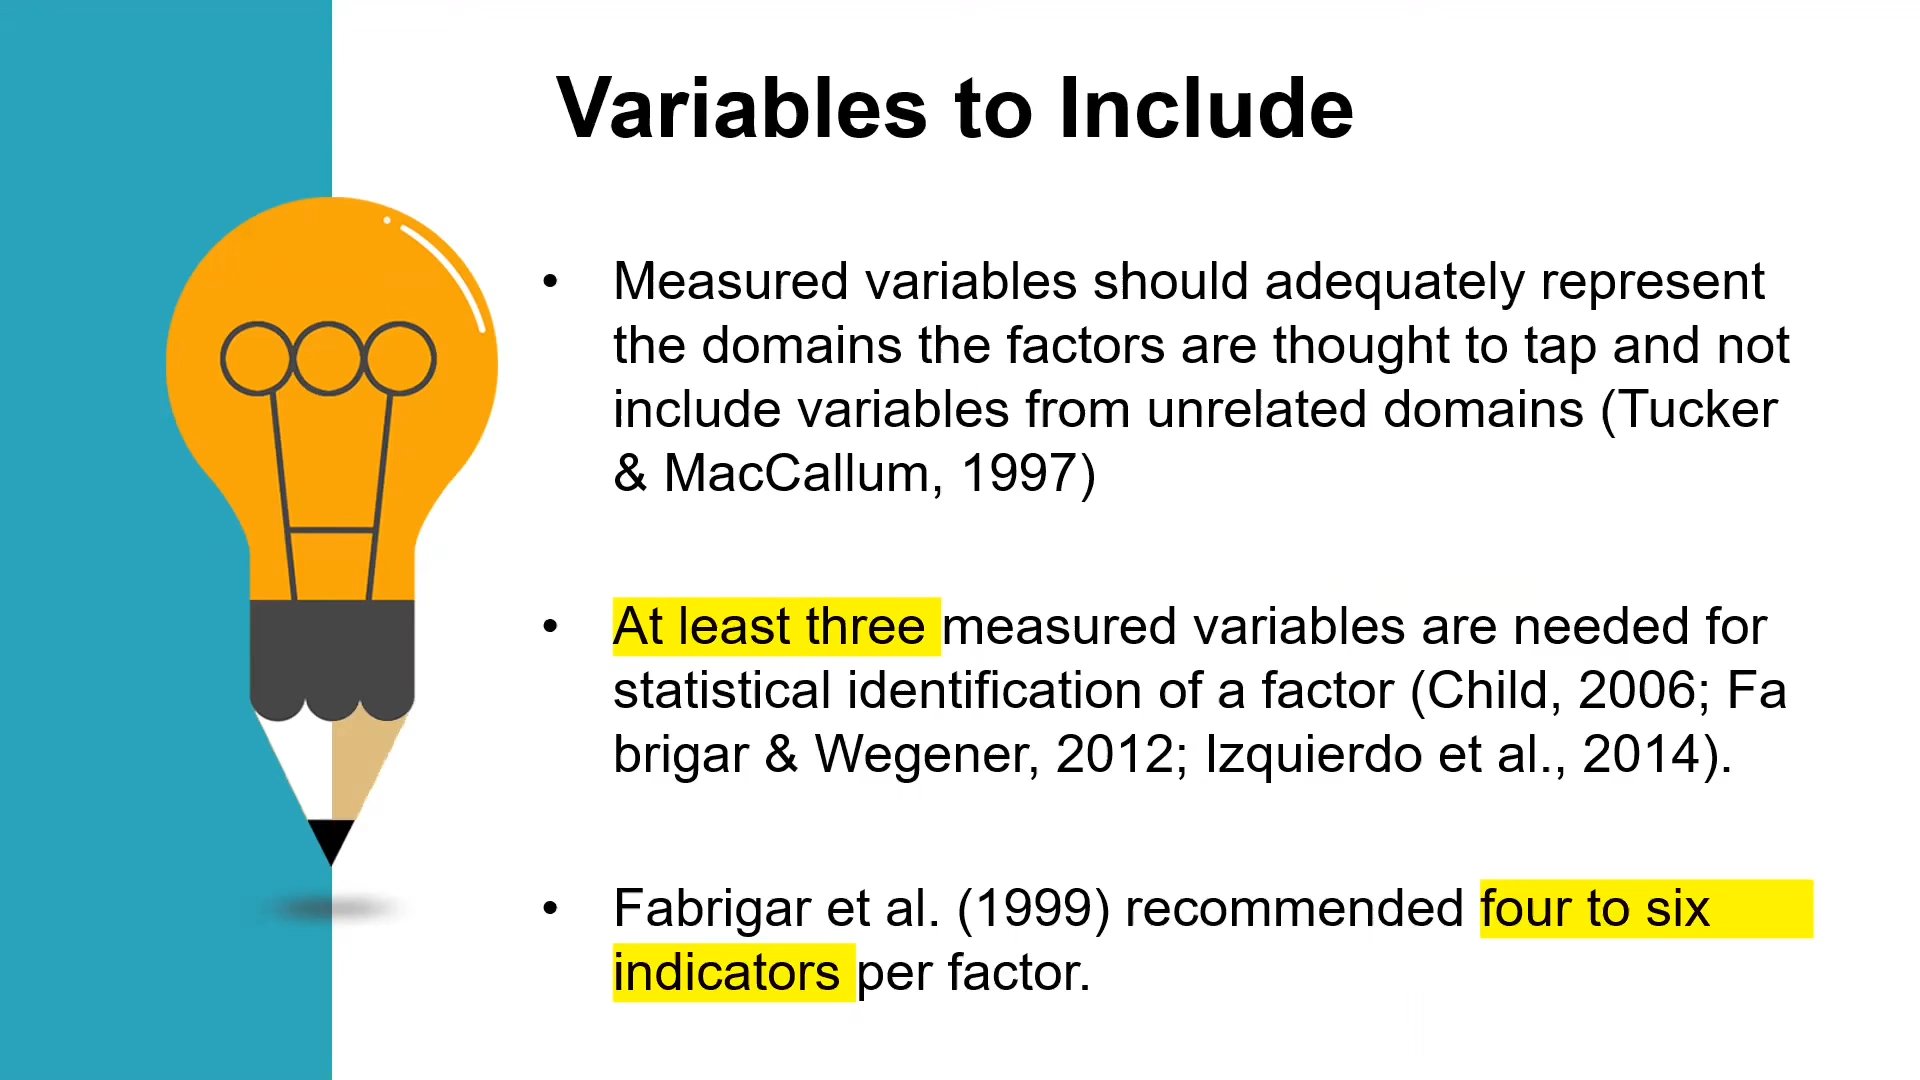 Variables to Include
• Measured variables should adequately represent
the domains the factors are thought to tap and not
include variables from unrelated domains (Tucker
& MacCallum, 1997)
• At least three measured variables are needed for
statistical identification of a factor (Child, 2006; Fa
brigar & Wegener, 2012; Izquierdo et al., 2014).
• Fabrigar et al. (1999) recommended four to six
indicators per factor.